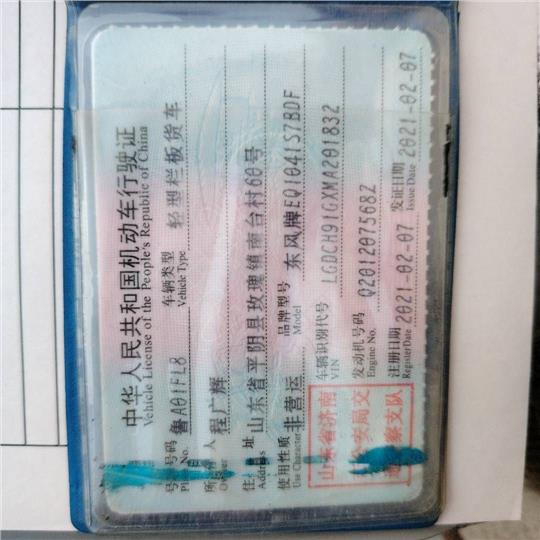 中华人民共和国机动车行驶证
Vehicle License of the People's Republic of China
号牌号码 鲁A01FL8 车辆类型 轻型栏板货车
Plate No. Vehicle Type
所有人 程广辉
Owner
住址 山东省平阴县玫瑰镇南台村60号
Address
使用性质 非营运 品牌型号 东风牌EQ1041S7BDF
Use Character Model
山东省济南 车辆识别代号 LGDCH91GXMA201832
VIN
市公安局交 发动机号码 Q2012075682
Engine No.
通警察支队 注册日期 2021-02-07 发证日期 2021-02-07
Register Date Issue Date